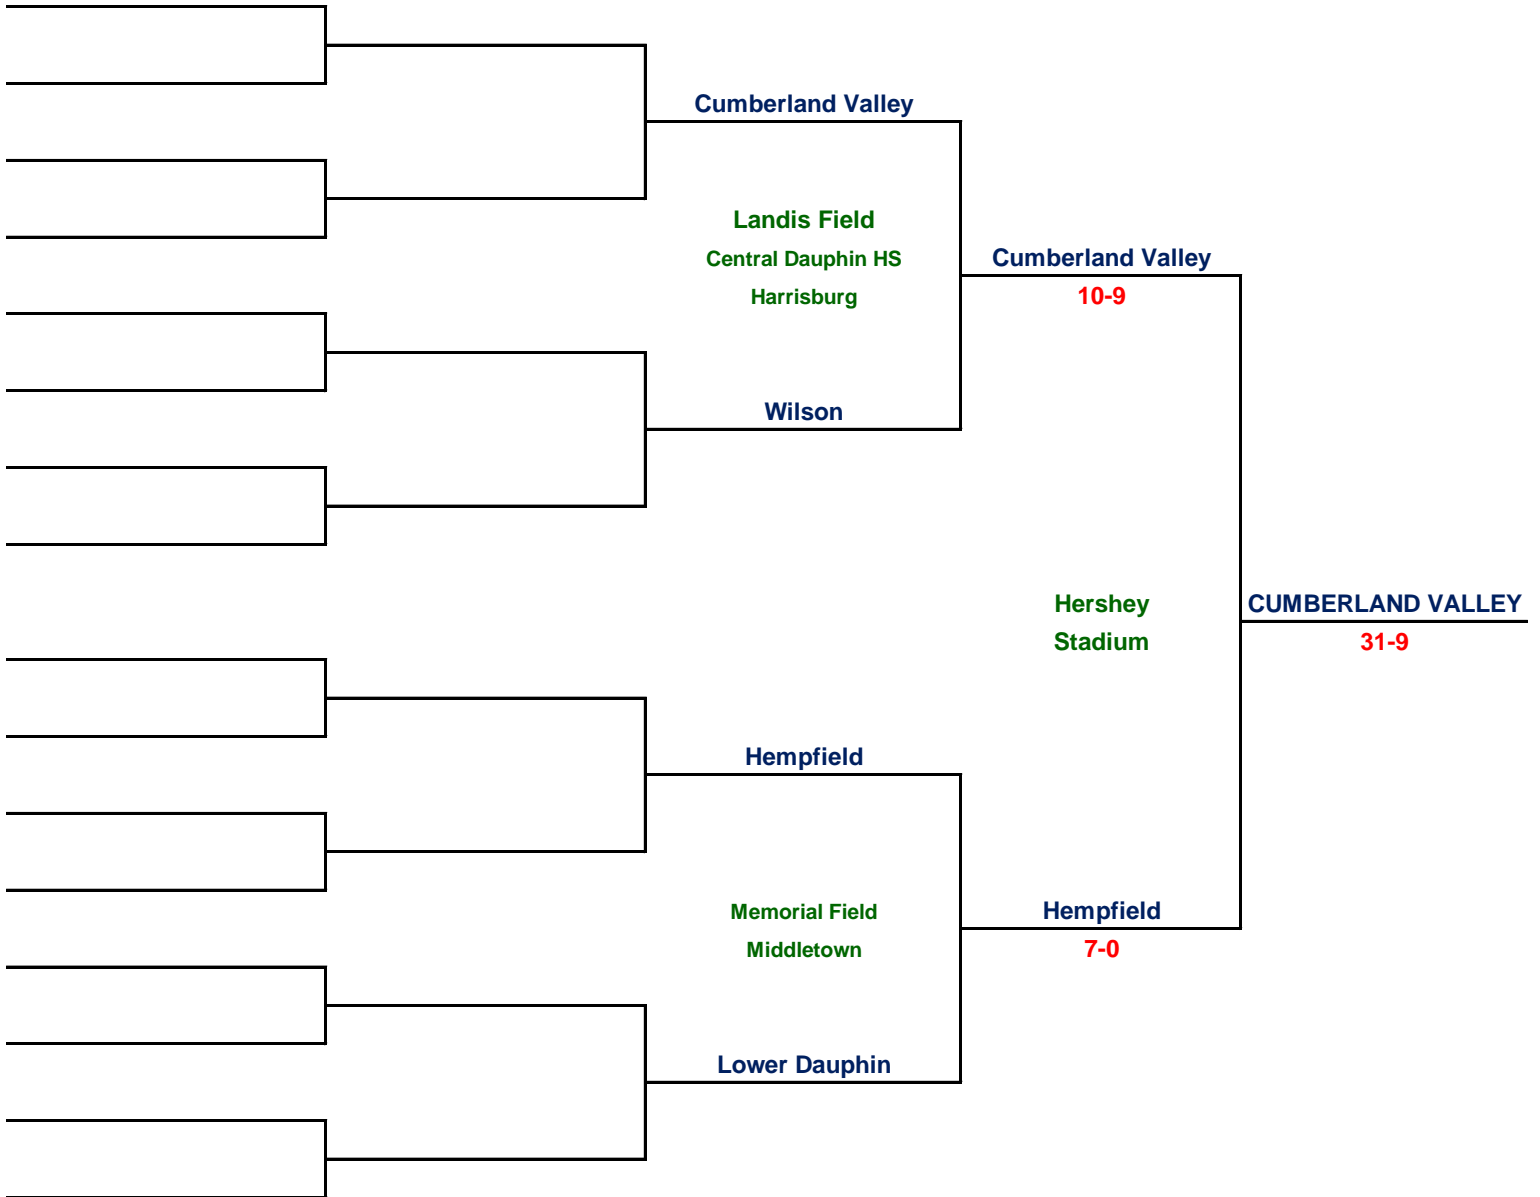 Cumberland Valley
Landis Field
Central Dauphin HS
Harrisburg
Cumberland Valley
10-9
Wilson
Hershey
Stadium
CUMBERLAND VALLEY
31-9
Hempfield
Memorial Field
Middletown
Hempfield
7-0
Lower Dauphin